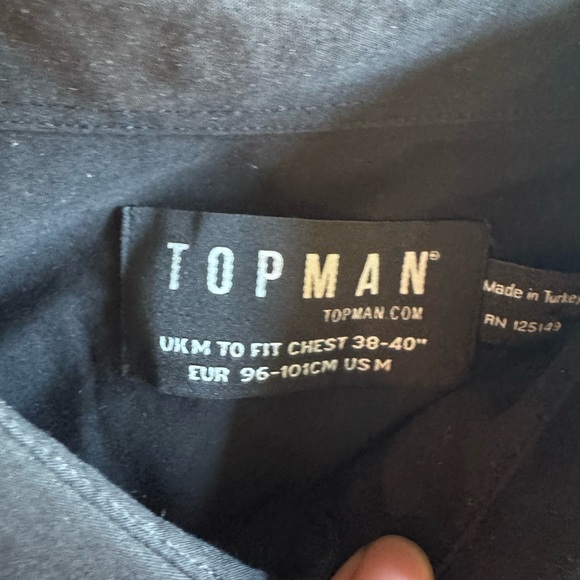 TOPMAN®
TOPMAN.COM
UK M TO FIT CHEST 38-40"
EUR 96-101CM US M
Made in Turkey
RN 125149